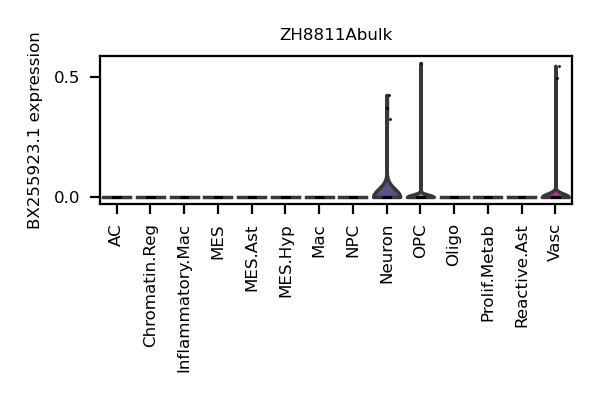 ZH8811Abulk
BX255923.1 expression
0.5
0.0
AC
Chromatin.Reg
Inflammatory.Mac
MES
MES.Ast
MES.Hyp
Mac
NPC
Neuron
OPC
Oligo
Prolif.Metab
Reactive.Ast
Vasc